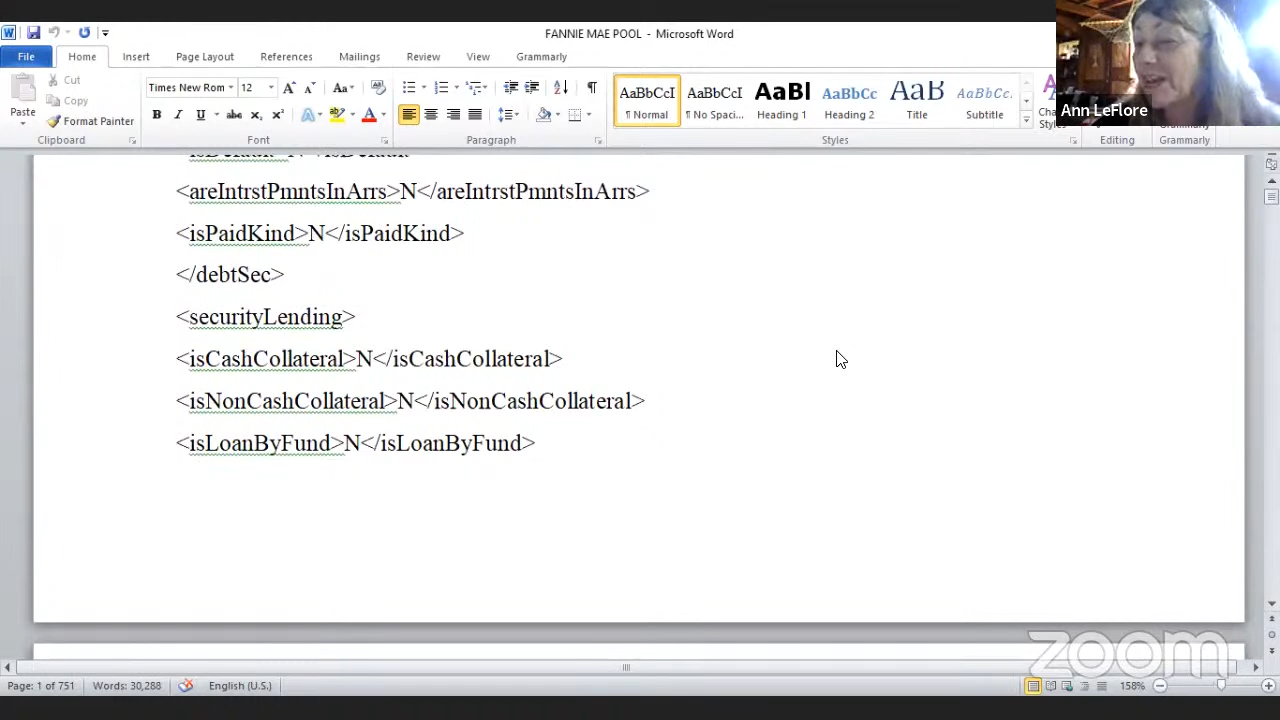 FANNIE MAE POOL - Microsoft Word
File Home Insert Page Layout References Mailings Review View Grammarly
Cut
Copy
Paste
Format Painter
Times New Rom 12
AaBbCcI AaBbCcI AaBl AaBbCc AaB AaBbCc.
¶ Normal ¶ No Spaci... Heading 1 Heading 2 Title Subtitle
Styles
Clipboard Font Paragraph Styles Editing Grammarly
Ann LeFlore
<areIntrstPmntsInArrs>N</areIntrstPmntsInArrs>
<isPaidKind>N</isPaidKind>
</debtSec>
<securityLending>
<isCashCollateral>N</isCashCollateral>
<isNonCashCollateral>N</isNonCashCollateral>
<isLoanByFund>N</isLoanByFund>
zoom
Page: 1 of 751 Words: 30,288 English (U.S.) 158%